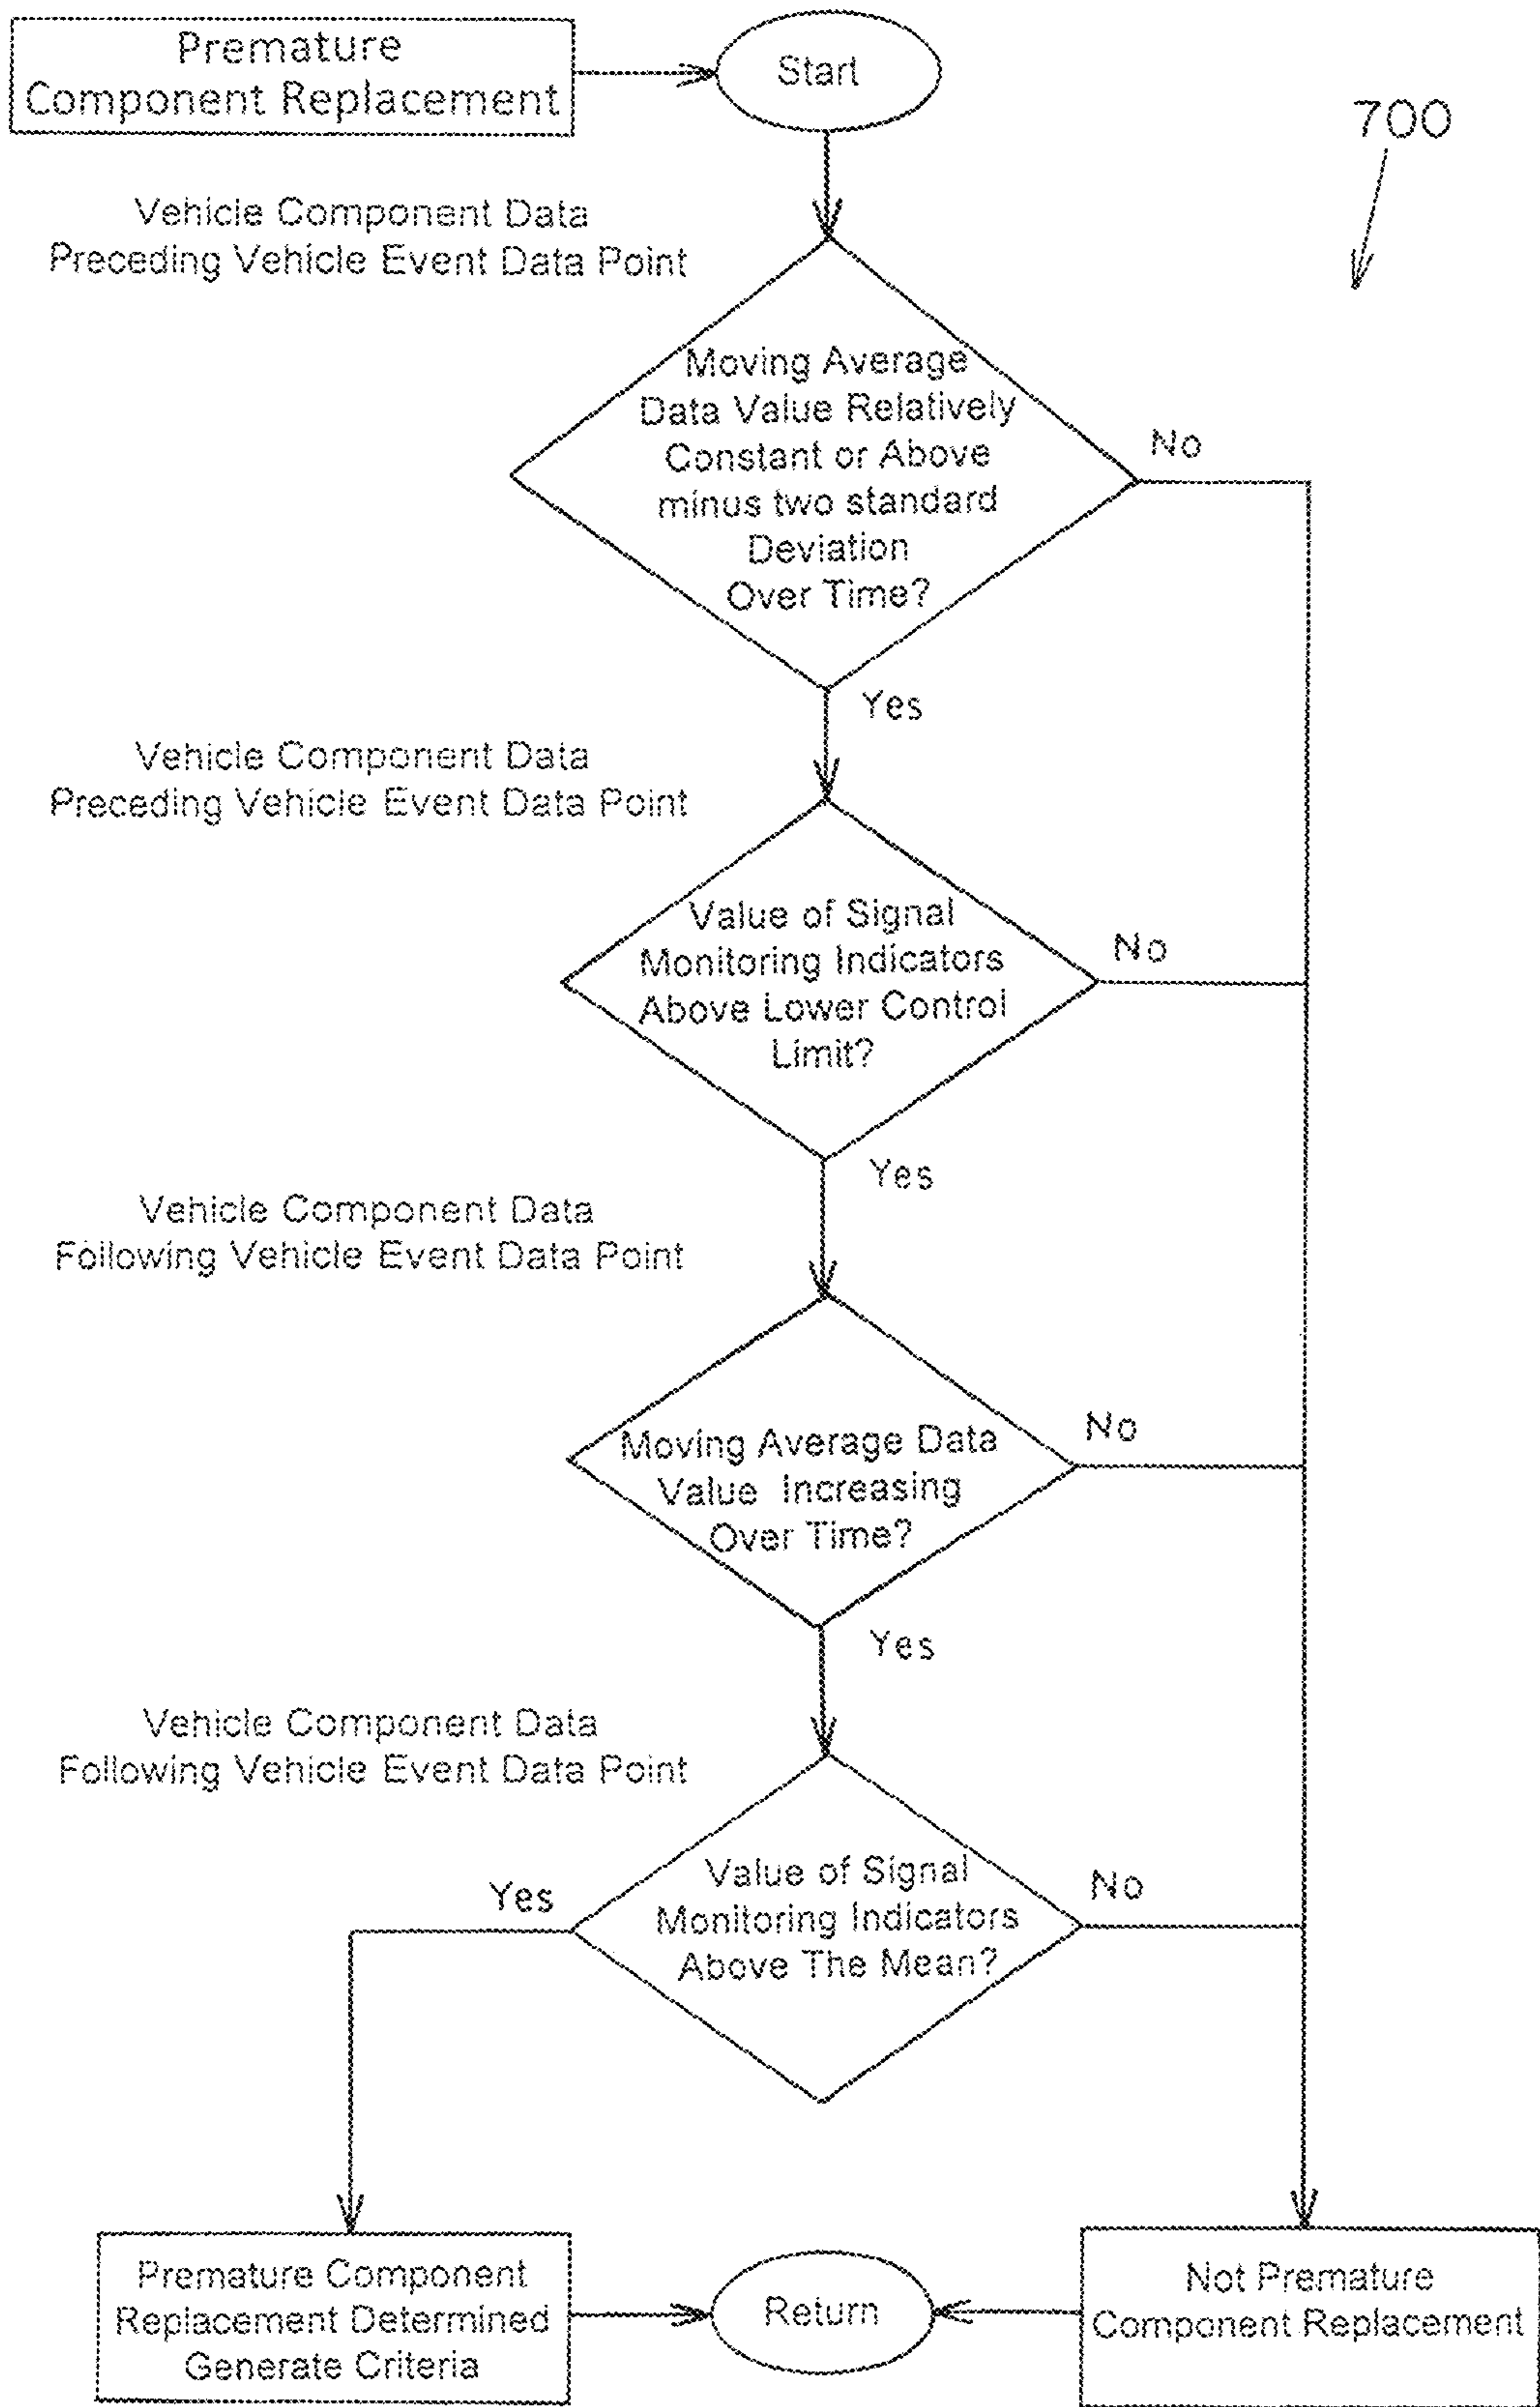 Premature
Component Replacement
Start
700
Vehicle Component Data
Preceding Vehicle Event Data Point
Moving Average
Data Value Relatively
Constant or Above
minus two standard
Deviation
Over Time?
No
Yes
Vehicle Component Data
Preceding Vehicle Event Data Point
Value of Signal
Monitoring Indicators
Above Lower Control
Limit?
No
Yes
Vehicle Component Data
Following Vehicle Event Data Point
Moving Average Data
Value Increasing
Over Time?
No
Yes
Vehicle Component Data
Following Vehicle Event Data Point
Value of Signal
Monitoring Indicators
Above The Mean?
Yes
No
Premature Component
Replacement Determined
Generate Criteria
Return
Not Premature
Component Replacement